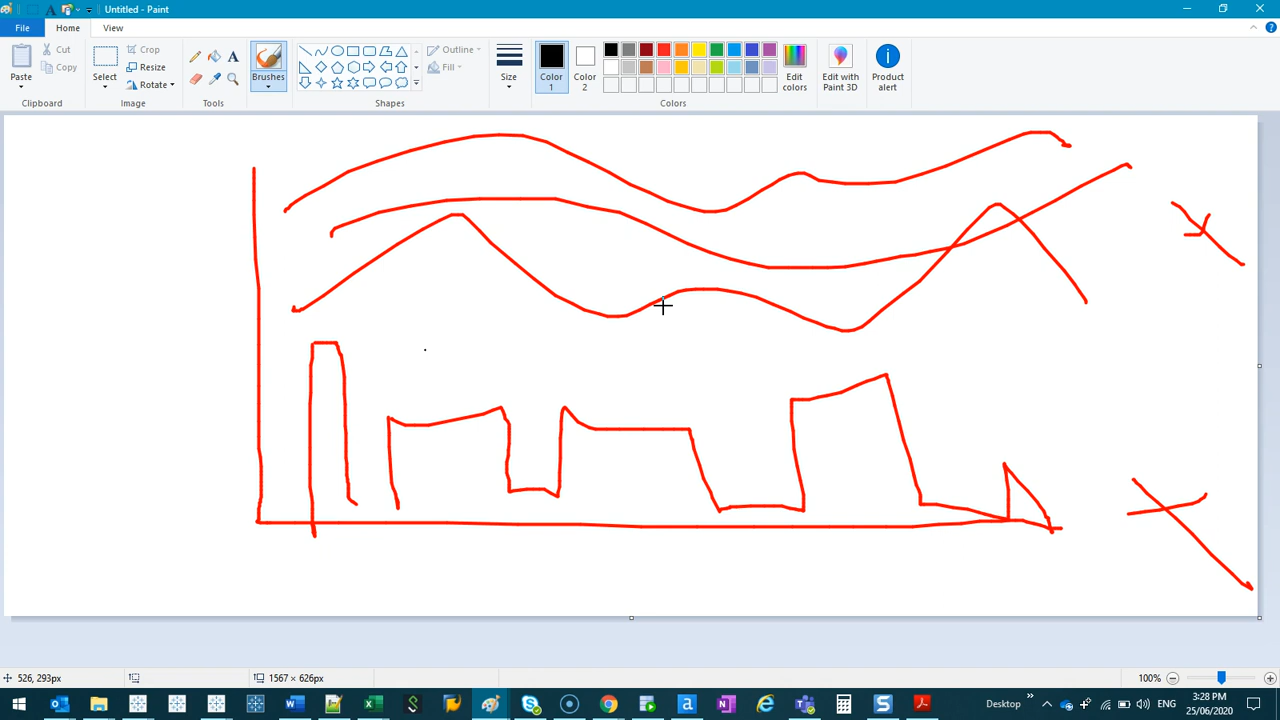 Untitled - Paint
File Home View
Paste
Cut
Copy
Clipboard
Select
Crop
Resize
Rotate
Image
A
Tools
Brushes
Outline
Fill
Shapes
Size
Color
1
Color
2
Edit
colors
Colors
Edit with
Paint 3D
Product
alert
526, 293px
1567 × 626px
100%
Desktop
ENG
3:28 PM
25/06/2020